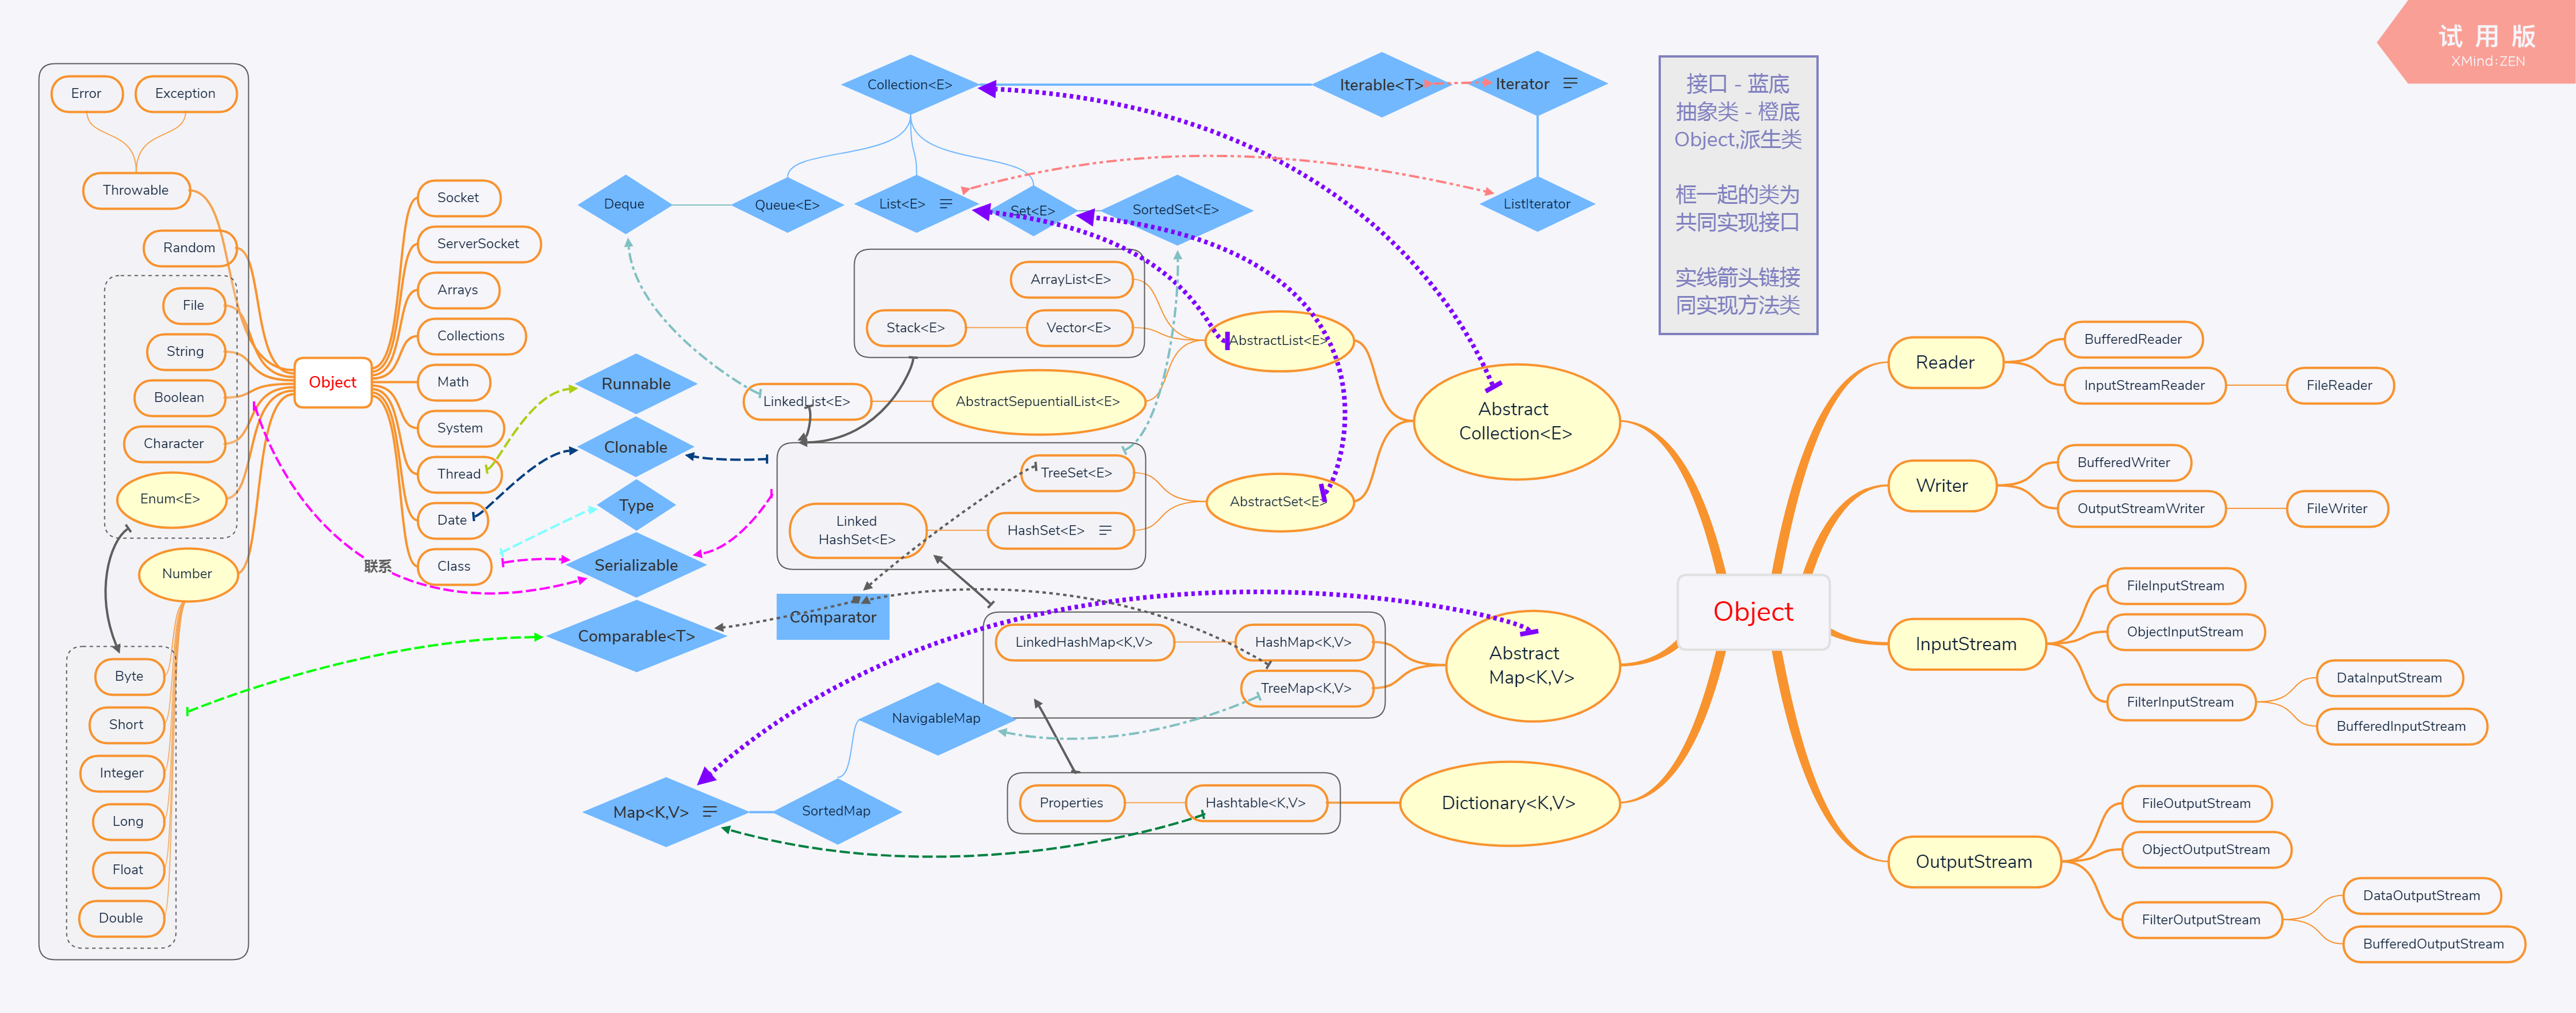 试 用 版
XMind:ZEN
接口 - 蓝底
抽象类 - 橙底
Object,派生类
框一起的类为
共同实现接口
实线箭头链接
同实现方法类
Error
Exception
Throwable
Random
File
String
Boolean
Character
Enum<E>
Number
Byte
Short
Integer
Long
Float
Double
Object
Socket
ServerSocket
Arrays
Collections
Math
System
Thread
Date
Class
联系
Runnable
Clonable
Type
Serializable
Comparable<T>
Comparator
Collection<E>
Iterable<T>
Iterator
Deque
Queue<E>
List<E>
Set<E>
SortedSet<E>
ListIterator
ArrayList<E>
Stack<E>
Vector<E>
AbstractList<E>
LinkedList<E>
AbstractSepuentialList<E>
Abstract
Collection<E>
TreeSet<E>
Linked
HashSet<E>
HashSet<E>
AbstractSet<E>
LinkedHashMap<K,V>
HashMap<K,V>
TreeMap<K,V>
Abstract
Map<K,V>
NavigableMap
Map<K,V>
SortedMap
Properties
Hashtable<K,V>
Dictionary<K,V>
Object
Reader
BufferedReader
InputStreamReader
FileReader
Writer
BufferedWriter
OutputStreamWriter
FileWriter
InputStream
FileInputStream
ObjectInputStream
FilterInputStream
DataInputStream
BufferedInputStream
OutputStream
FileOutputStream
ObjectOutputStream
FilterOutputStream
DataOutputStream
BufferedOutputStream